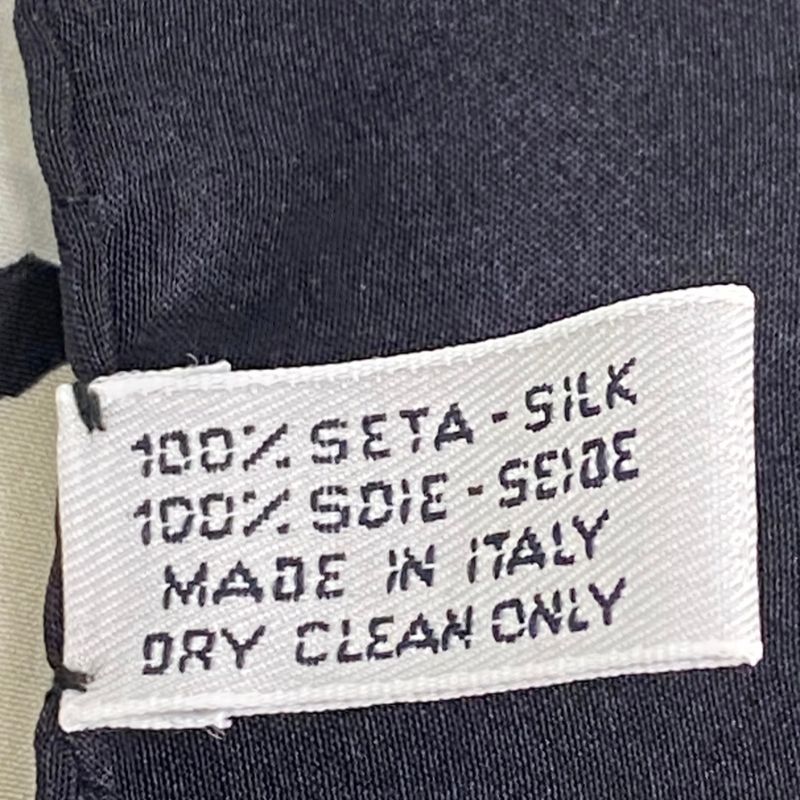 100% SETA - SILK
100% SOIE - SEIDE
MADE IN ITALY
DRY CLEAN ONLY